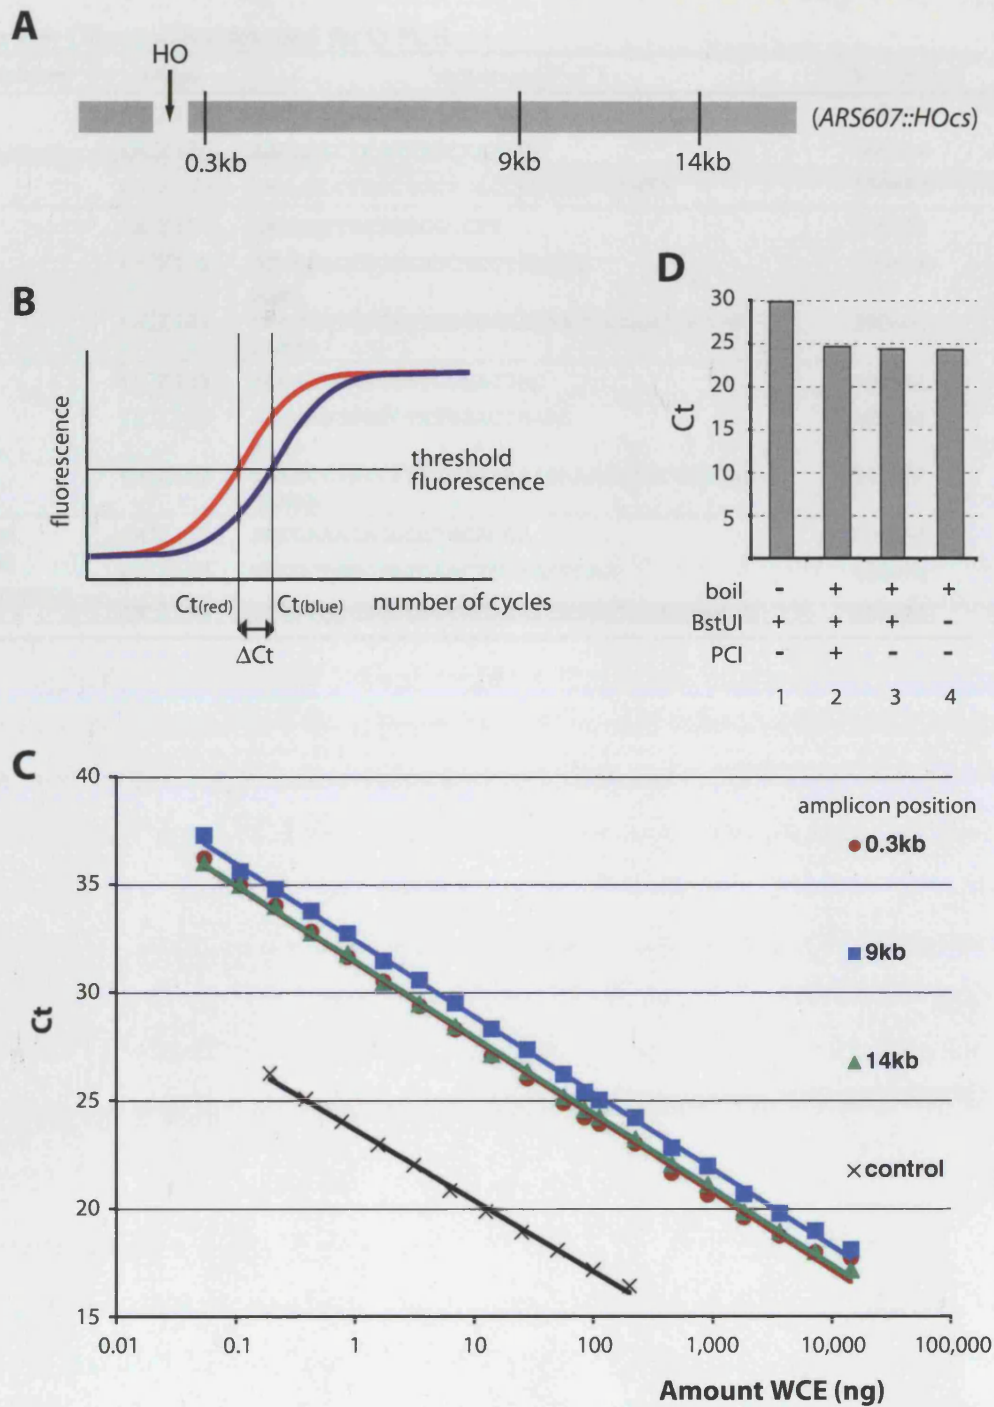 A
HO
(ARS607::HOcs)
0.3kb
9kb
14kb
B
fluorescence
threshold
fluorescence
Ct(red)
Ct(blue)
number of cycles
ΔCt
D
Ct
30
25
20
15
10
5
boil - + + +
BstUI + + + -
PCI - + - -
1 2 3 4
C
Ct
40
35
30
25
20
15
amplicon position
0.3kb
9kb
14kb
control
0.01 0.1 1 10 100 1,000 10,000 100,000
Amount WCE (ng)